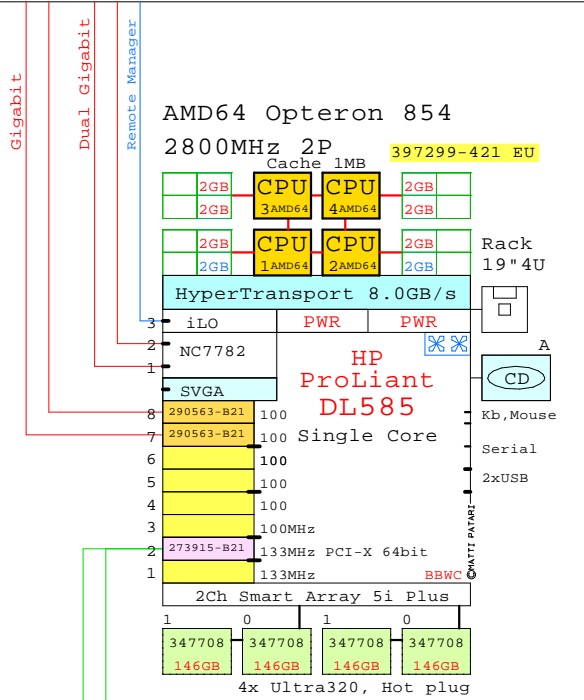 Gigabit
Dual Gigabit
Remote Manager
AMD64 Opteron 854
2800MHz 2P
397299-421 EU
Cache 1MB
2GB CPU CPU 2GB
2GB 3AMD64 4AMD64 2GB
2GB CPU CPU 2GB
2GB 1AMD64 2AMD64 2GB
Rack
19"4U
HyperTransport 8.0GB/s
3 iLO PWR PWR
2 NC7782
1
HP
ProLiant
DL585
Single Core
A
CD
SVGA
8 290563-B21 100
7 290563-B21 100
6 100
5 100
4 100
3 100MHz
2 273915-B21 133MHz PCI-X 64bit
1 133MHz BBWC
Kb,Mouse
Serial
2xUSB
©MATTI PATARI
2Ch Smart Array 5i Plus
1 0 1 0
347708 347708 347708 347708
146GB 146GB 146GB 146GB
4x Ultra320, Hot plug